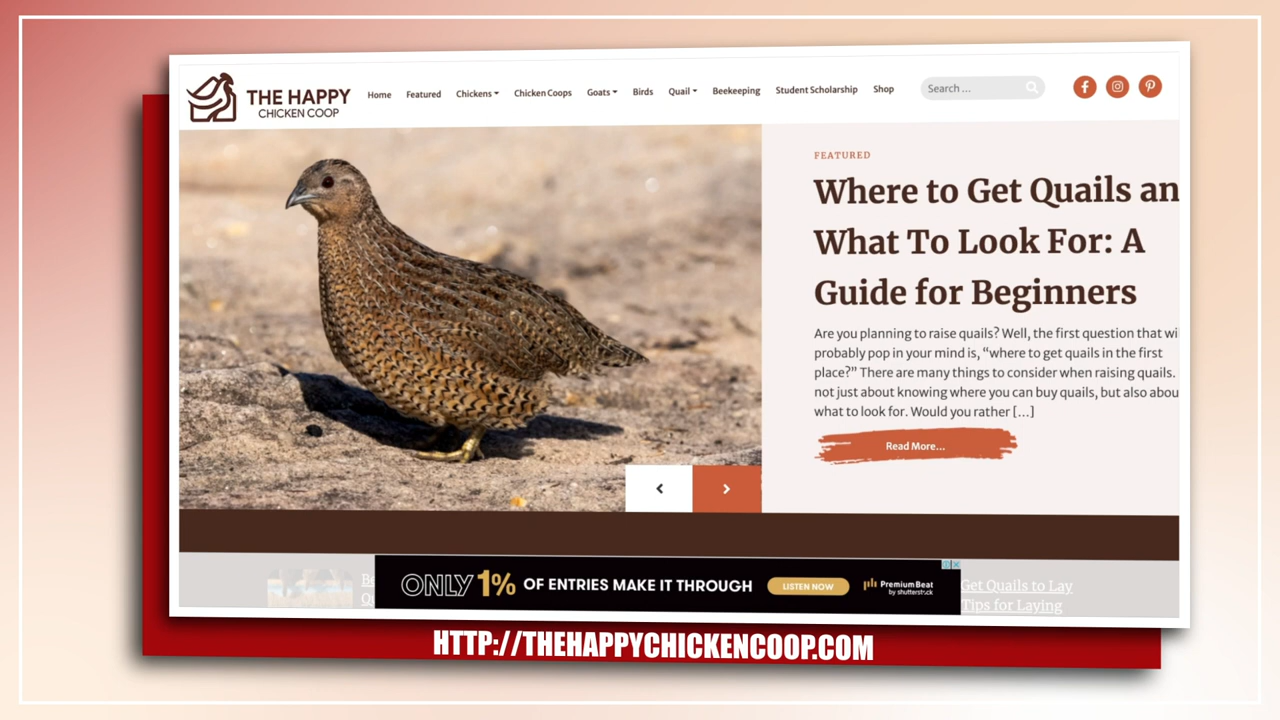 THE HAPPY
CHICKEN COOP
Home Featured Chickens Chicken Coops Goats Birds Quail Beekeeping Student Scholarship Shop
Search ...
FEATURED
Where to Get Quails an
What To Look For: A
Guide for Beginners
Are you planning to raise quails? Well, the first question that wi
probably pop in your mind is, “where to get quails in the first
place?” There are many things to consider when raising quails.
not just about knowing where you can buy quails, but also abou
what to look for. Would you rather [...]
Read More...
ONLY 1% OF ENTRIES MAKE IT THROUGH
LISTEN NOW
PremiumBeat
by shutterstock
Get Quails to Lay
Tips for Laying
HTTP://THEHAPPYCHICKENCOOP.COM